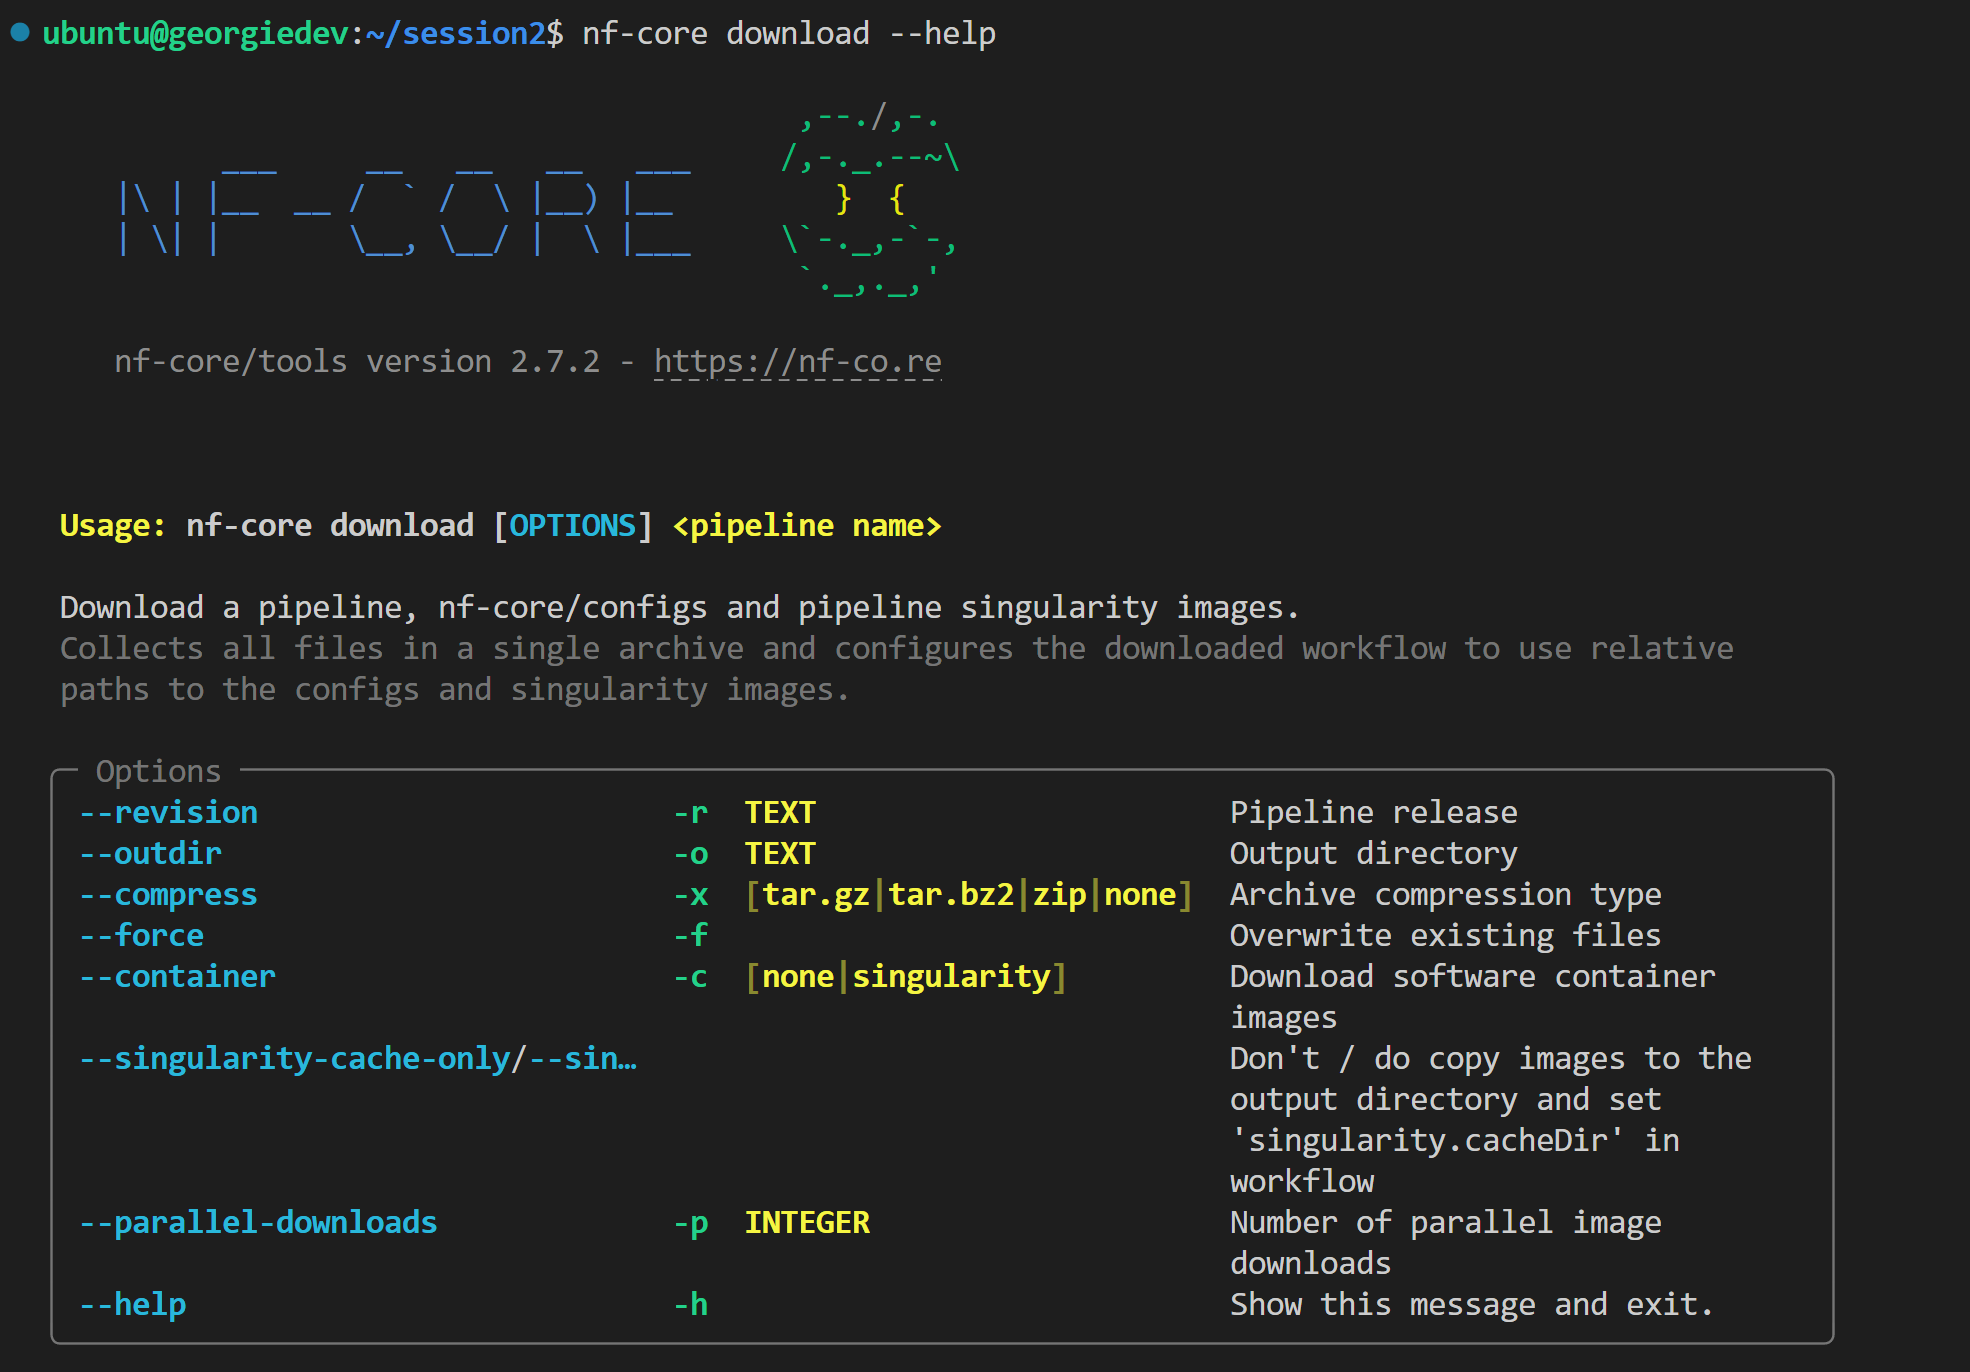 ubuntu@georgiedev:~/session2$ nf-core download --help
                                          ,--./,-.
          ___     __   __   __   ___     /,-._.--~\
    |\ | |__  __ /  ` /  \ |__) |__         }  {
    | \| |       \__, \__/ |  \ |___     \`-._,-`-,
                                          `._,._,'
nf-core/tools version 2.7.2 - https://nf-co.re
Usage: nf-core download [OPTIONS] <pipeline name>
Download a pipeline, nf-core/configs and pipeline singularity images.
Collects all files in a single archive and configures the downloaded workflow to use relative
paths to the configs and singularity images.
Options
--revision -r TEXT Pipeline release
--outdir -o TEXT Output directory
--compress -x [tar.gz|tar.bz2|zip|none] Archive compression type
--force -f Overwrite existing files
--container -c [none|singularity] Download software container
images
--singularity-cache-only/--sin… Don't / do copy images to the
output directory and set
'singularity.cacheDir' in
workflow
--parallel-downloads -p INTEGER Number of parallel image
downloads
--help -h Show this message and exit.